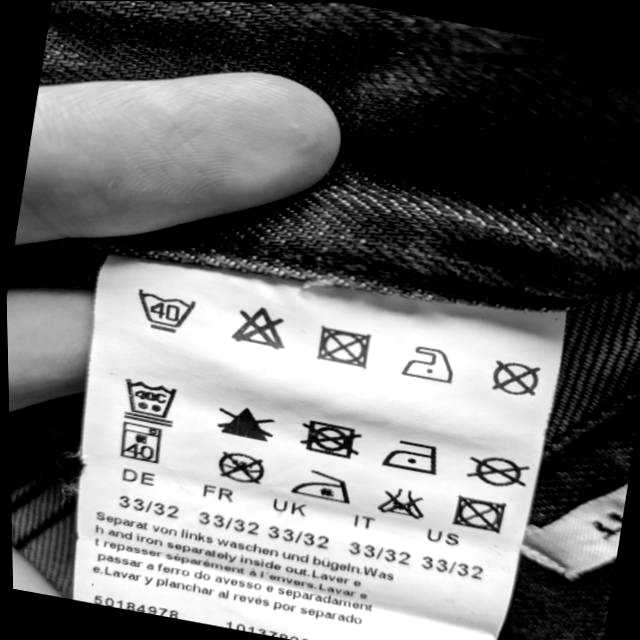 40
40C
40
DE FR UK IT US
33/32 33/32 33/32 33/32 33/32
Separat von links waschen und bügeln.Was
h and iron separately inside out.Laver e
t repasser séparément à l'envers.Lavar e
passar a ferro do avesso e separadament
e.Lavar y planchar al revés por separado
50184978